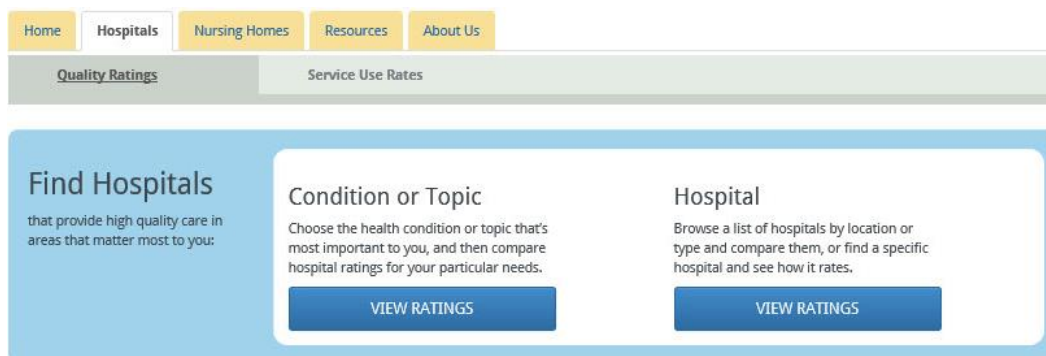 Home Hospitals Nursing Homes Resources About Us
Quality Ratings Service Use Rates
Find Hospitals
that provide high quality care in
areas that matter most to you:
Condition or Topic
Choose the health condition or topic that's
most important to you, and then compare
hospital ratings for your particular needs.
VIEW RATINGS
Hospital
Browse a list of hospitals by location or
type and compare them, or find a specific
hospital and see how it rates.
VIEW RATINGS